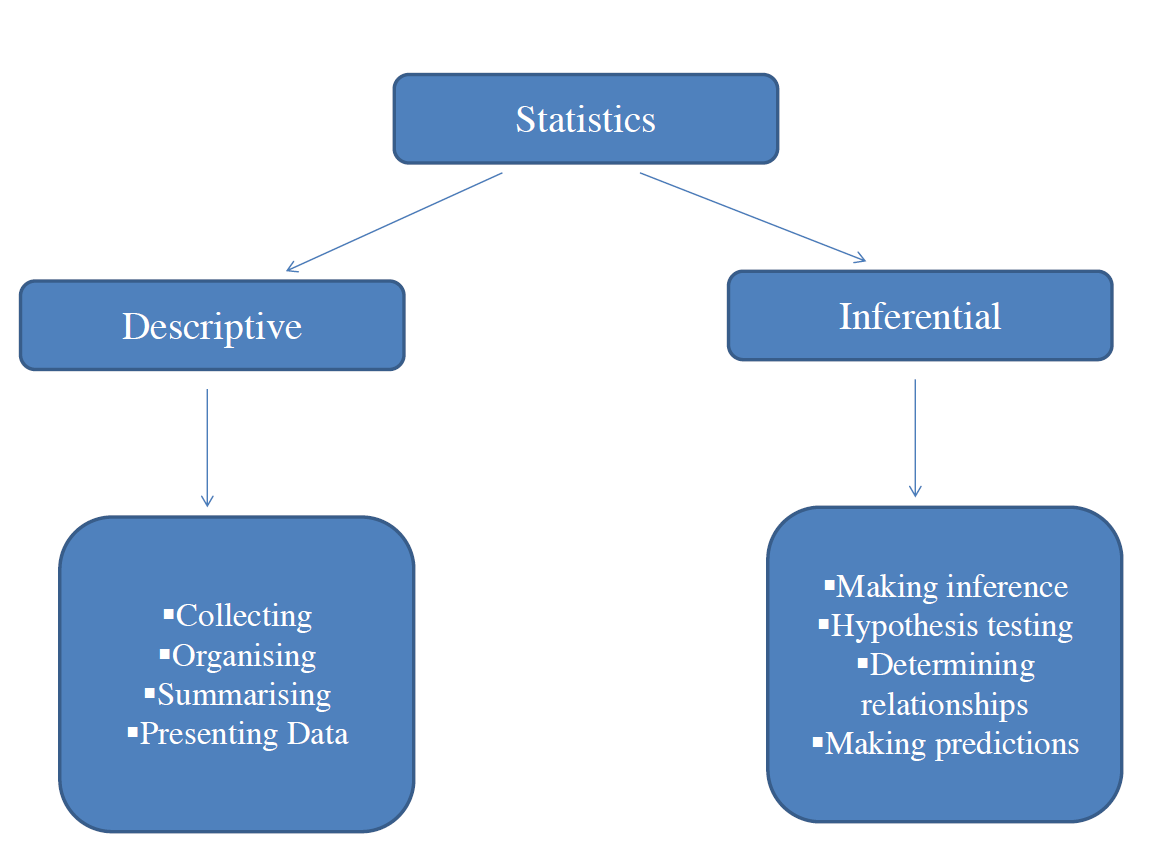 Statistics
Descriptive
Inferential
▪Collecting
▪Organising
▪Summarising
▪Presenting Data
▪Making inference
▪Hypothesis testing
▪Determining
relationships
▪Making predictions